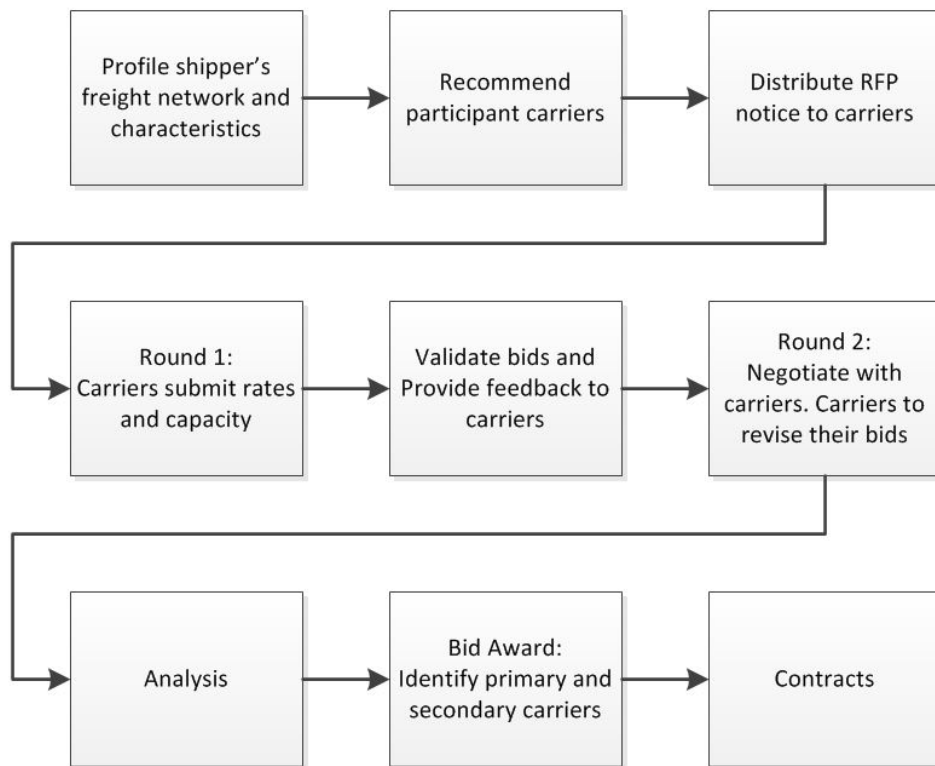 Profile shipper’s
freight network and
characteristics
Recommend
participant carriers
Distribute RFP
notice to carriers
Round 1:
Carriers submit rates
and capacity
Validate bids and
Provide feedback to
carriers
Round 2:
Negotiate with
carriers. Carriers to
revise their bids
Analysis
Bid Award:
Identify primary and
secondary carriers
Contracts